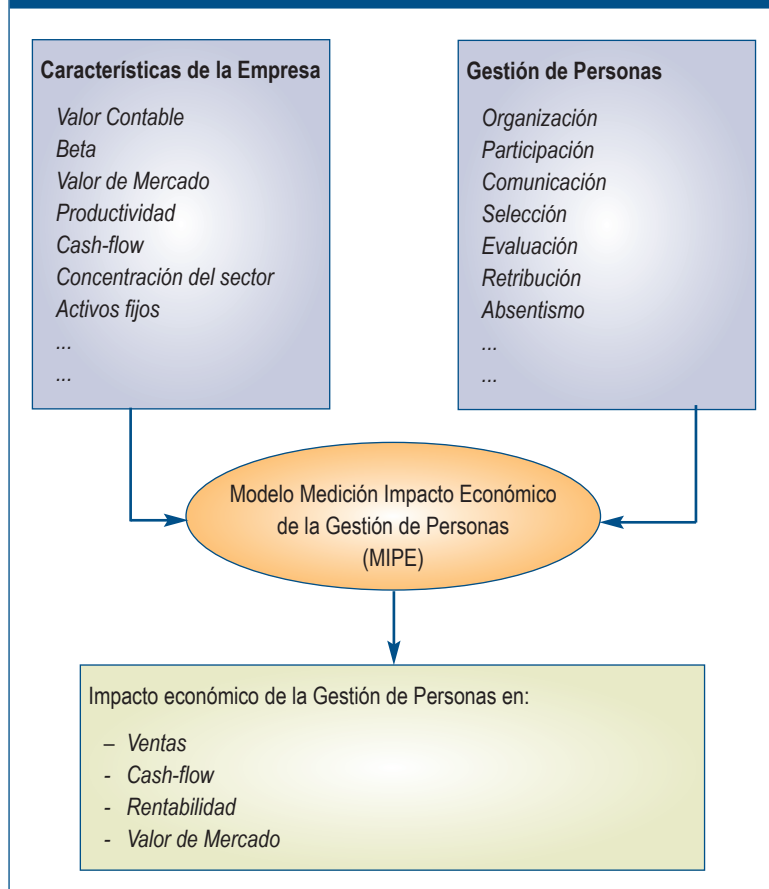 Características de la Empresa
Valor Contable
Beta
Valor de Mercado
Productividad
Cash-flow
Concentración del sector
Activos fijos
...
...
Gestión de Personas
Organización
Participación
Comunicación
Selección
Evaluación
Retribución
Absentismo
...
...
Modelo Medición Impacto Económico
de la Gestión de Personas
(MIPE)
Impacto económico de la Gestión de Personas en:
– Ventas
- Cash-flow
- Rentabilidad
- Valor de Mercado